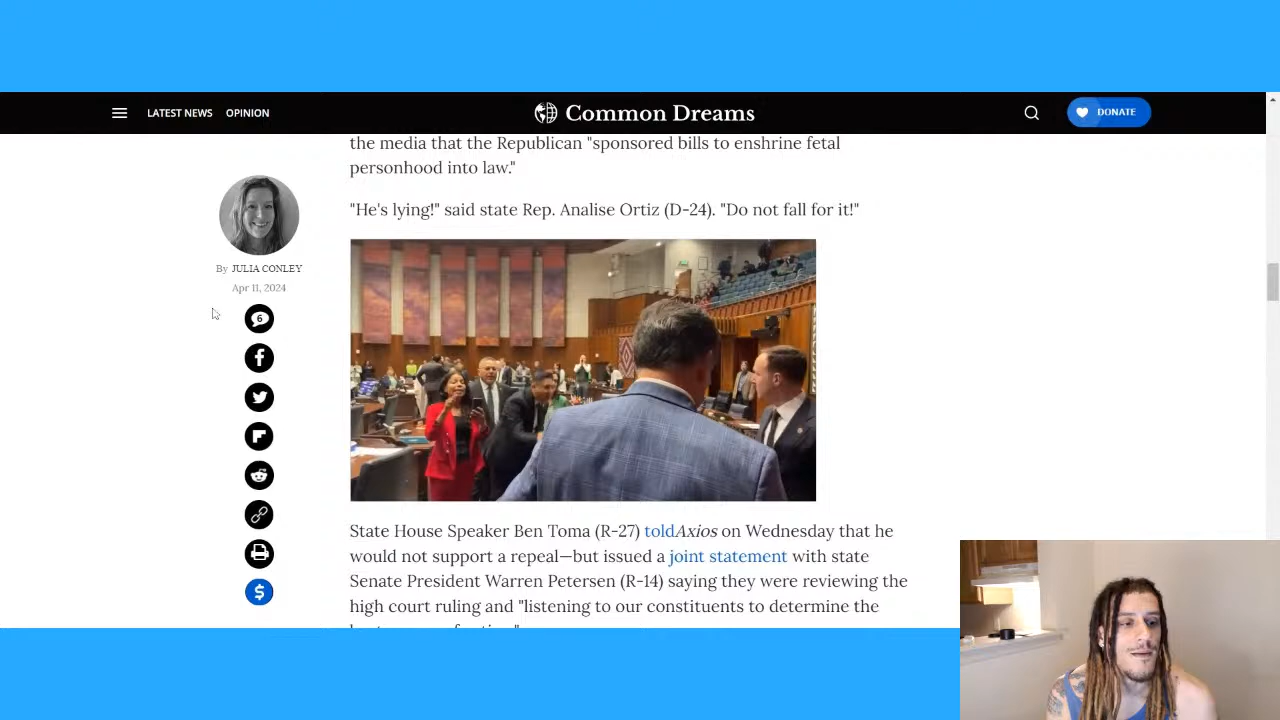 LATEST NEWS
OPINION
Common Dreams
DONATE
the media that the Republican "sponsored bills to enshrine fetal
personhood into law."
"He's lying!" said state Rep. Analise Ortiz (D-24). "Do not fall for it!"
By JULIA CONLEY
Apr 11, 2024
6
State House Speaker Ben Toma (R-27) toldAxios on Wednesday that he
would not support a repeal—but issued a joint statement with state
Senate President Warren Petersen (R-14) saying they were reviewing the
high court ruling and "listening to our constituents to determine the